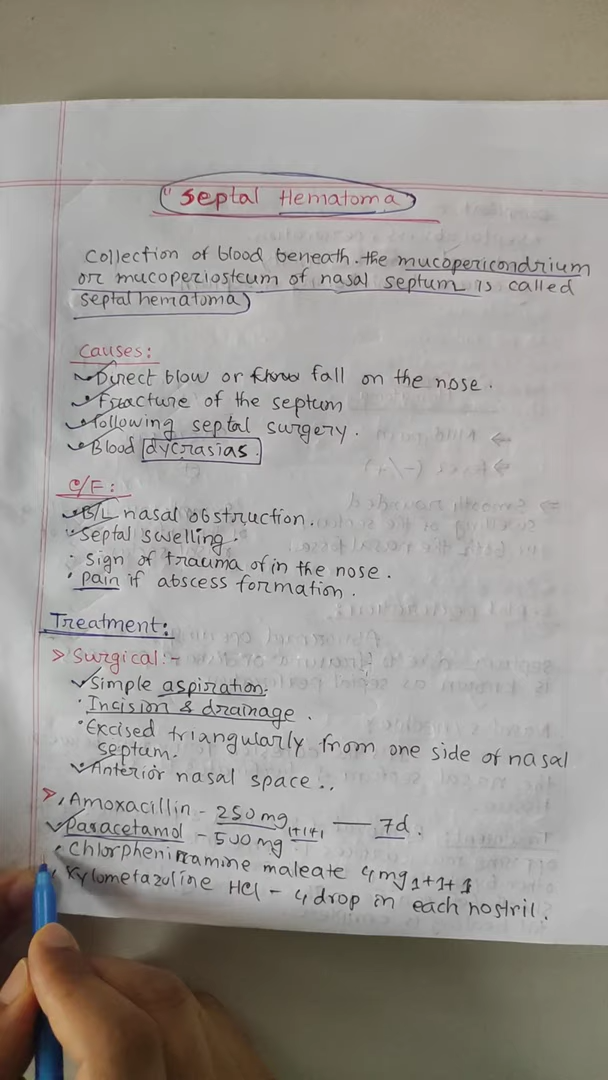 "Septal Hematoma
Collection of blood beneath the mucopericondrium
or mucoperiosteum of nasal septum is called
septal hematoma)
Causes:
Direct blow or fall on the nose.
Fracture of the septum
following septal surgery.
Blood dycrasias.
C/F:
B/L nasal obstruction.
Septal swelling.
Sign of trauma of in the nose.
Pain if abscess formation.
Treatment:
> Surgical:-
Simple aspiration.
Incision & drainage.
Excised triangularly from one side of nasal
septum.
Anterior nasal space..
> Amoxacillin - 250 mg — 7d.
Paracetamol - 500 mg 1+1+1
Chlorpheniramine maleate 4mg 1+1+1
Xylometazoline HCl - 4 drop in each nostril.